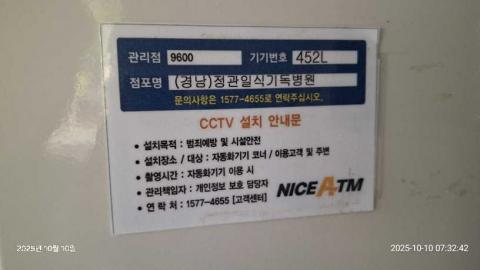 관리점 9600 기기번호 452L
점포명 (경남)정관일식기독병원
문의사항은 1577-4655로 연락주십시오.
CCTV 설치 안내문
• 설치목적 : 범죄예방 및 시설안전
• 설치장소 / 대상 : 자동화기기 코너 / 이용고객 및 주변
• 촬영시간 : 자동화기기 이용 시
• 관리책임자 : 개인정보 보호 담당자
• 연 락 처 : 1577-4655 [고객센터]
NICE ATM
2025년 10월 10일
2025-10-10 07:32:42